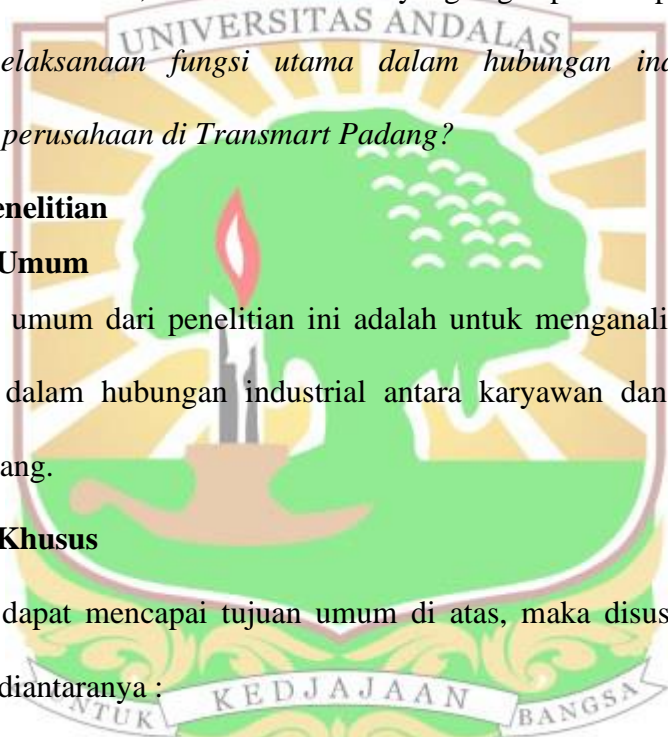 UNIVERSITAS ANDALAS
elaksanaan fungsi utama dalam hubungan ind
perusahaan di Transmart Padang?
enelitian
Umum
umum dari penelitian ini adalah untuk menganali
dalam hubungan industrial antara karyawan dan
ang.
Khusus
dapat mencapai tujuan umum di atas, maka disus
diantaranya :
UNTUK KEDJAJAAN BANGSA